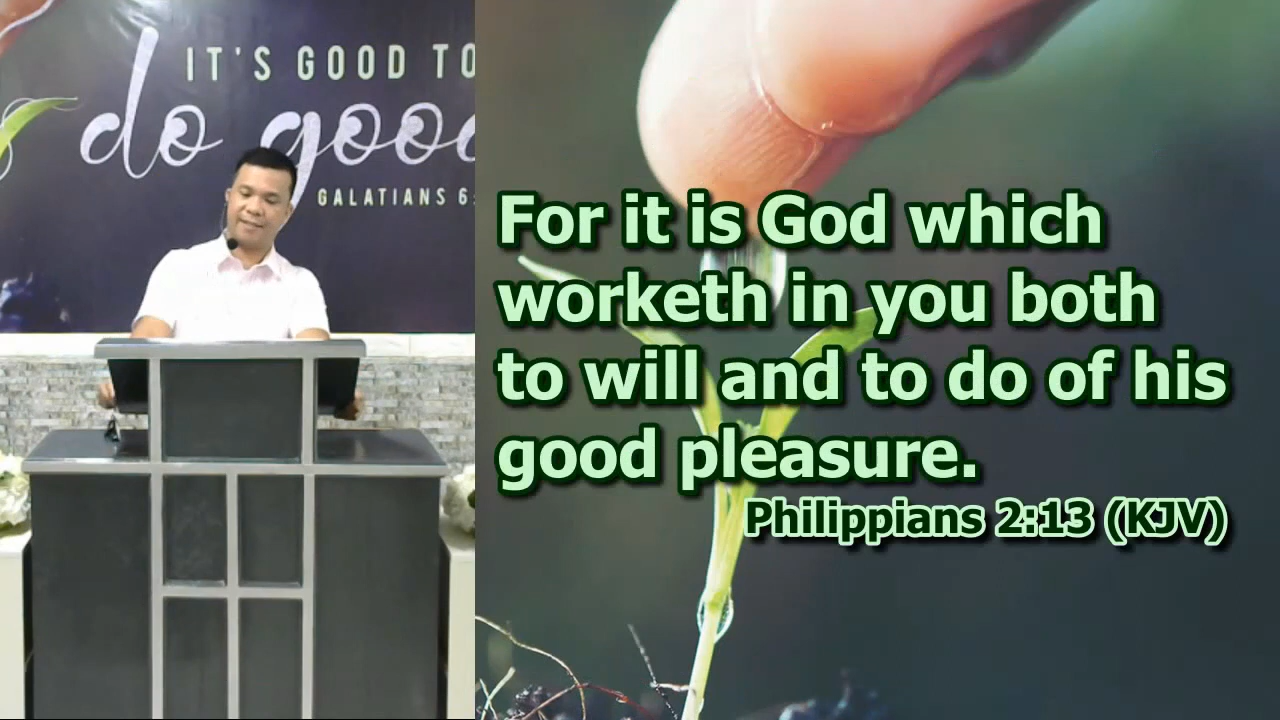 IT'S GOOD TO
do good
GALATIANS 6:
For it is God which
worketh in you both
to will and to do of his
good pleasure.
Philippians 2:13 (KJV)